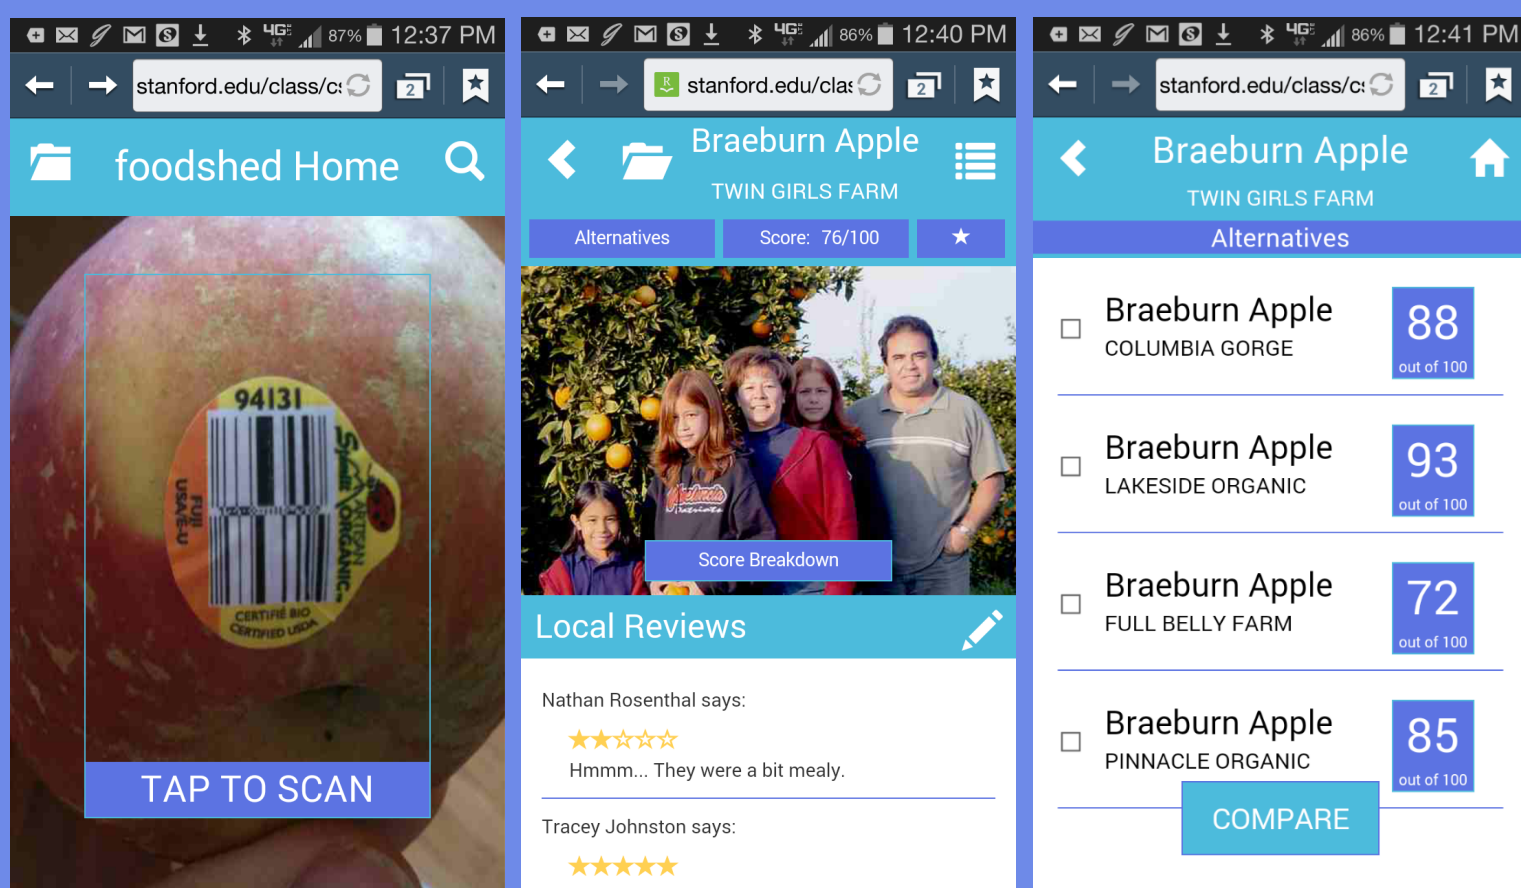 87% 12:37 PM
stanford.edu/class/cs
2
foodshed Home
94131
Artisan
ORGANIC
FUJI
USA/E-U
CERTIFIÉ BIO
CERTIFIED USDA
TAP TO SCAN
86% 12:40 PM
stanford.edu/clas
2
Braeburn Apple
TWIN GIRLS FARM
Alternatives
Score: 76/100
Score Breakdown
Local Reviews
Nathan Rosenthal says:
Hmmm... They were a bit mealy.
Tracey Johnston says:
86% 12:41 PM
stanford.edu/class/cs
2
Braeburn Apple
TWIN GIRLS FARM
Alternatives
Braeburn Apple
COLUMBIA GORGE
88
out of 100
Braeburn Apple
LAKESIDE ORGANIC
93
out of 100
Braeburn Apple
FULL BELLY FARM
72
out of 100
Braeburn Apple
PINNACLE ORGANIC
85
out of 100
COMPARE